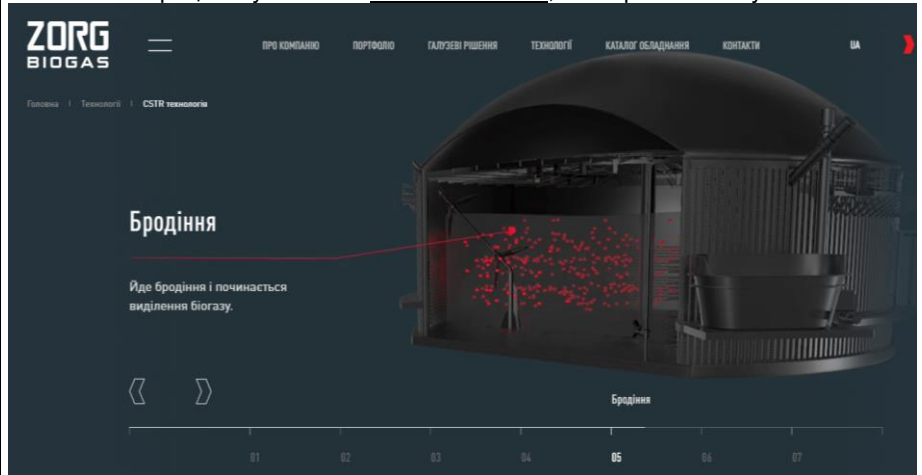 ZORG
BIOGAS
ПРО КОМПАНІЮ ПОРТФОЛІО ГАЛУЗЕВІ РІШЕННЯ ТЕХНОЛОГІЇ КАТАЛОГ ОБЛАДНАННЯ КОНТАКТИ UA
Головна | Технології | CSTR технологія
Бродіння
Йде бродіння і починається
виділення біогазу.
Бродіння
01 02 03 04 05 06 07